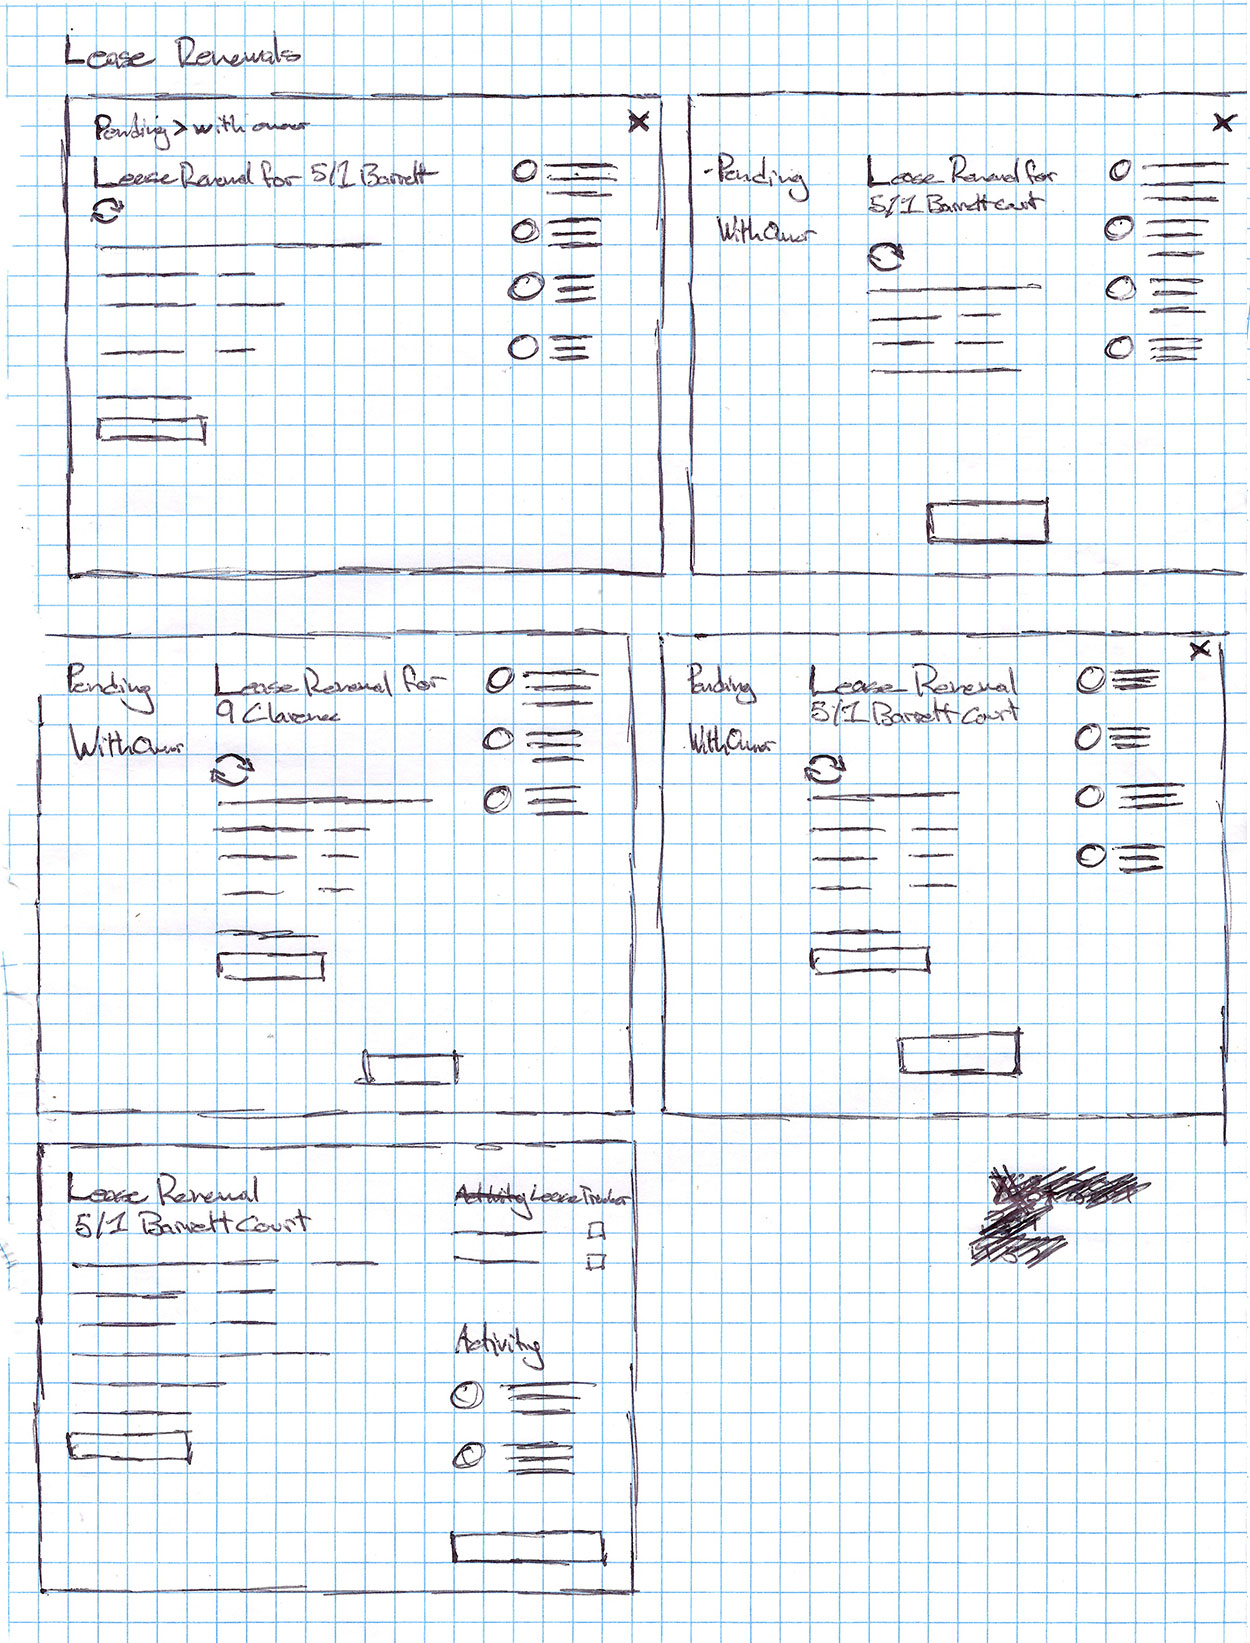 Lease Renewals
Pending > with owner
Lease Renewal for 5/1 Barrett
Pending
With Owner
Lease Renewal for
5/1 Barrett court
Pending
With Owner
Lease Renewal for
9 Clarence
Pending
With Owner
Lease Renewal
5/1 Barrett Court
Lease Renewal
5/1 Barrett Court
Activity Lease Tracker
Activity